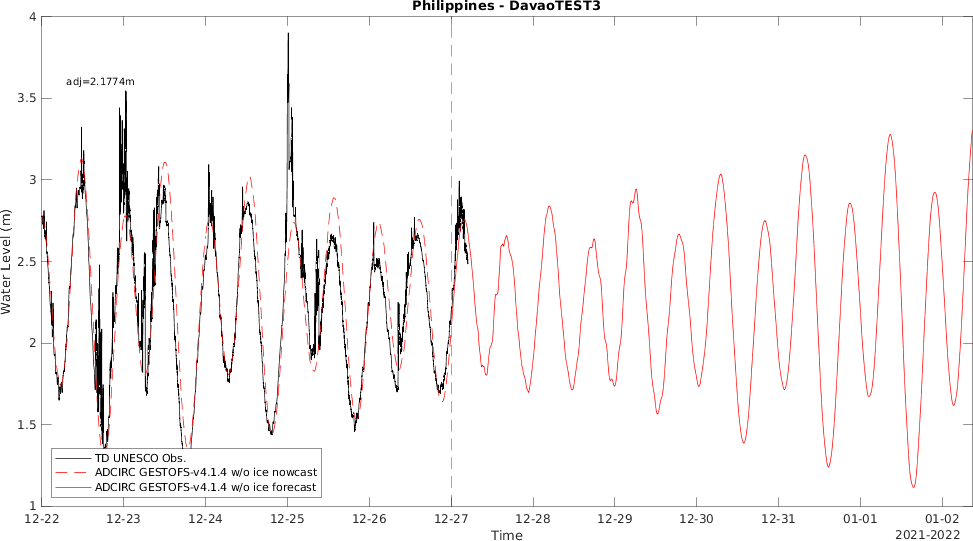 Philippines - DavaoTEST3
4
adj=2.1774m
3.5
3
2.5
2
1.5
1
Water Level (m)
TD UNESCO Obs.
ADCIRC GESTOFS-v4.1.4 w/o ice nowcast
ADCIRC GESTOFS-v4.1.4 w/o ice forecast
12-22 12-23 12-24 12-25 12-26 12-27 12-28 12-29 12-30 12-31 01-01 01-02
Time
2021-2022